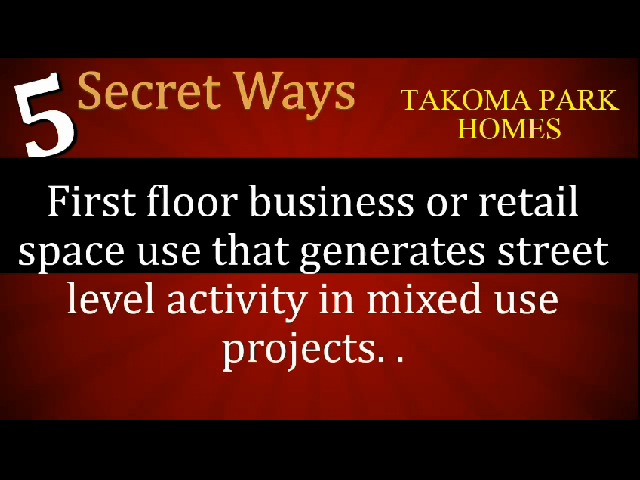 5 Secret Ways
TAKOMA PARK
HOMES
First floor business or retail
space use that generates street
level activity in mixed use
projects. .